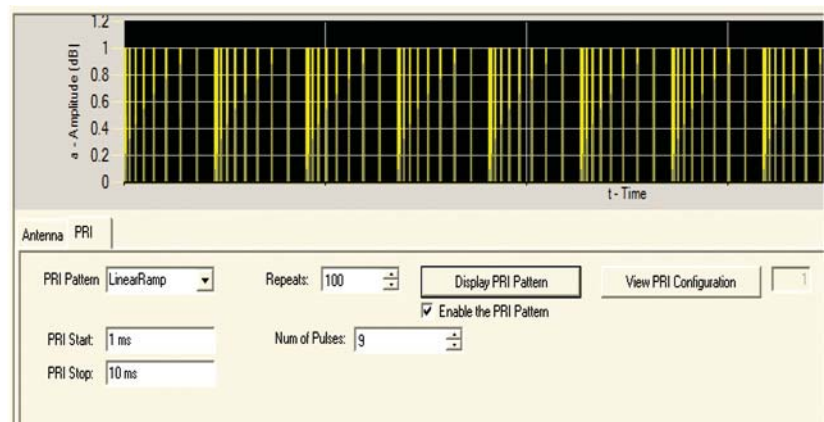 1.2
1
0.8
0.6
0.4
0.2
0
a - Amplitude (dB)
t - Time
Antenna PRI
PRI Pattern LinearRamp Repeats: 100 Display PRI Pattern View PRI Configuration 1
Enable the PRI Pattern
PRI Start: 1 ms Num of Pulses: 9
PRI Stop: 10 ms